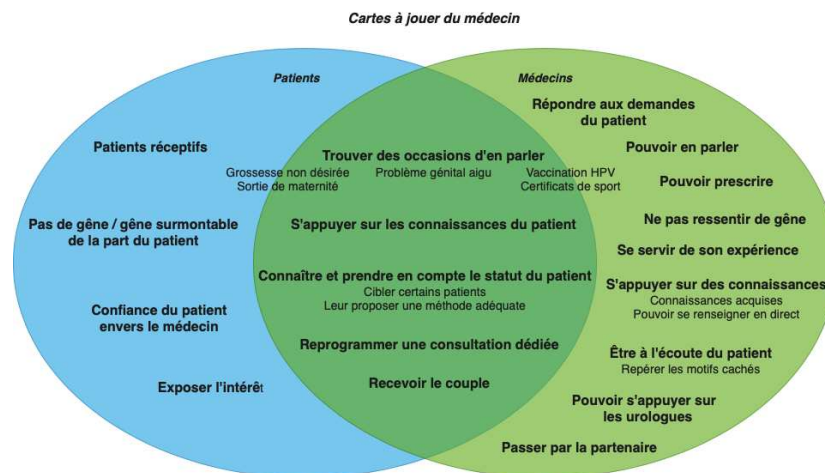 Cartes à jouer du médecin
Patients
Médecins
Patients réceptifs
Pas de gêne / gêne surmontable
de la part du patient
Confiance du patient
envers le médecin
Exposer l'intérêt
Trouver des occasions d'en parler
Grossesse non désirée
Sortie de maternité
Problème génital aigu
Vaccination HPV
Certificats de sport
S'appuyer sur les connaissances du patient
Connaître et prendre en compte le statut du patient
Cibler certains patients
Leur proposer une méthode adéquate
Reprogrammer une consultation dédiée
Recevoir le couple
Répondre aux demandes
du patient
Pouvoir en parler
Pouvoir prescrire
Ne pas ressentir de gêne
Se servir de son expérience
S'appuyer sur des connaissances
Connaissances acquises
Pouvoir se renseigner en direct
Être à l'écoute du patient
Repérer les motifs cachés
Pouvoir s'appuyer sur
les urologues
Passer par la partenaire